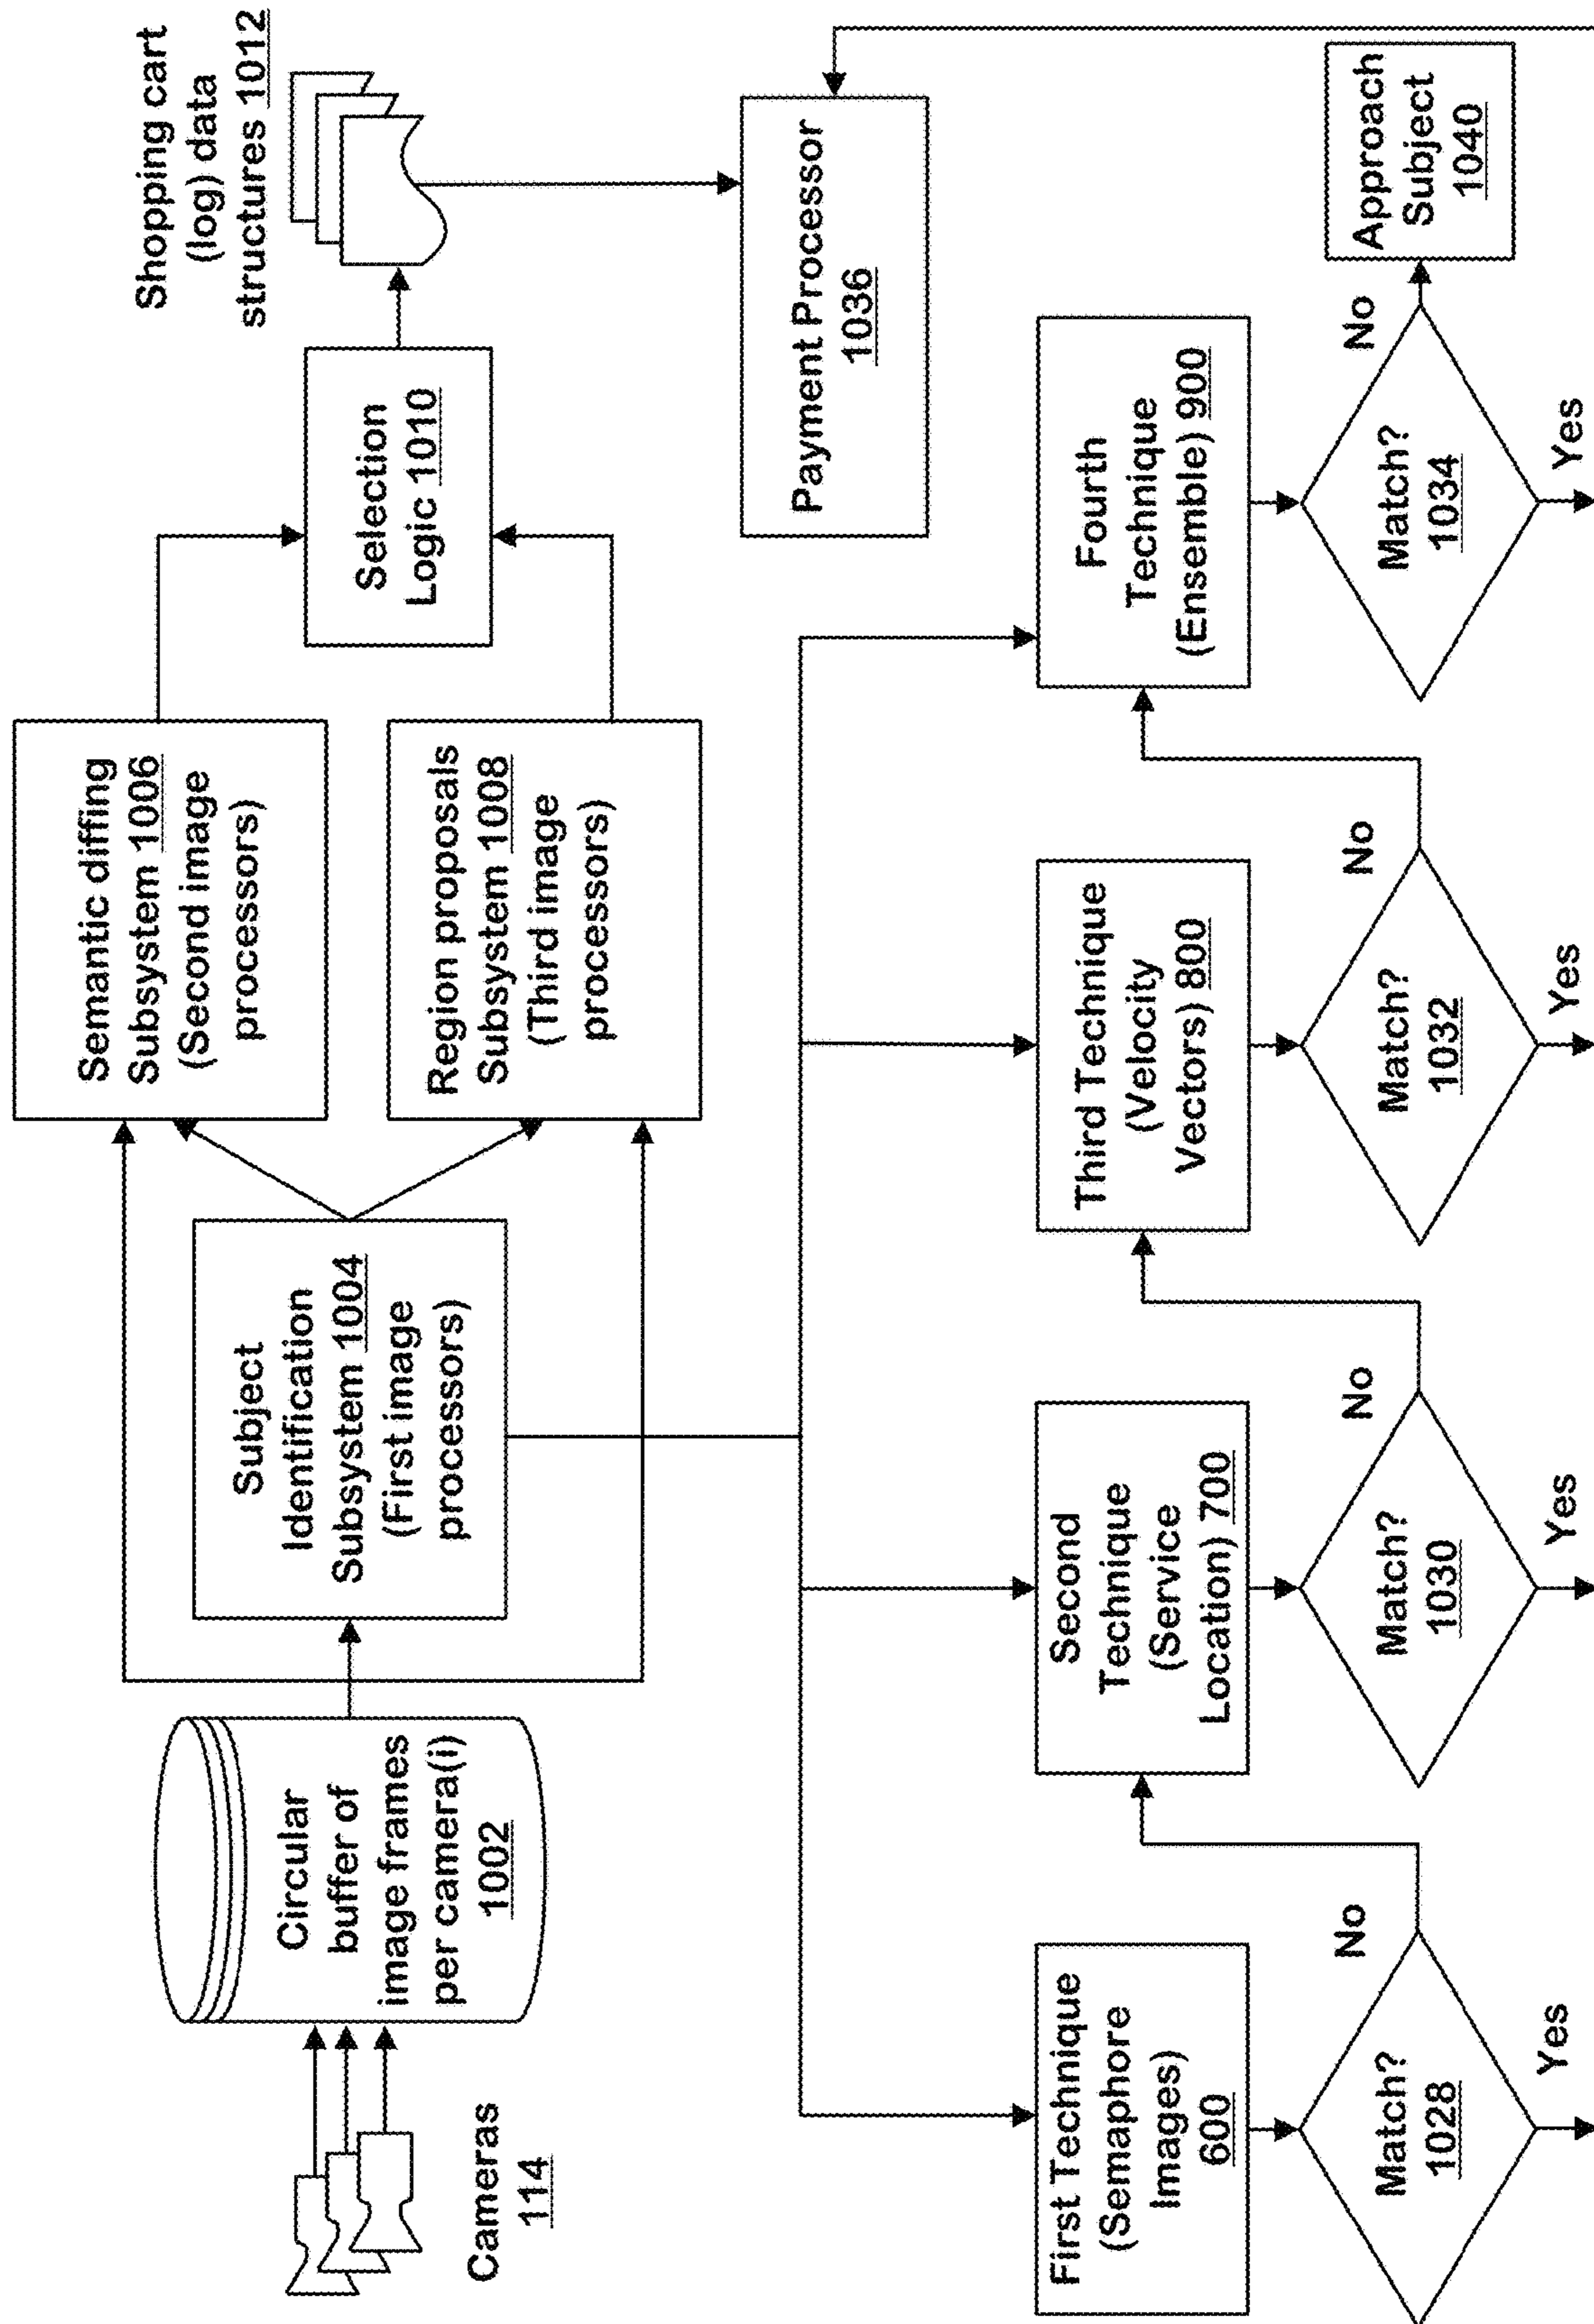 Cameras
114
Circular
buffer of
image frames
per camera(i)
1002
Subject
Identification
Subsystem 1004
(First image
processors)
Semantic diffing
Subsystem 1006
(Second image
processors)
Region proposals
Subsystem 1008
(Third image
processors)
Selection
Logic 1010
Shopping cart
(log) data
structures 1012
Payment Processor
1036
First Technique
(Semaphore
Images)
600
Second
Technique
(Service
Location) 700
Third Technique
(Velocity
Vectors) 800
Fourth
Technique
(Ensemble) 900
Match?
1028
No
Yes
Match?
1030
No
Yes
Match?
1032
No
Yes
Match?
1034
No
Yes
Approach
Subject
1040